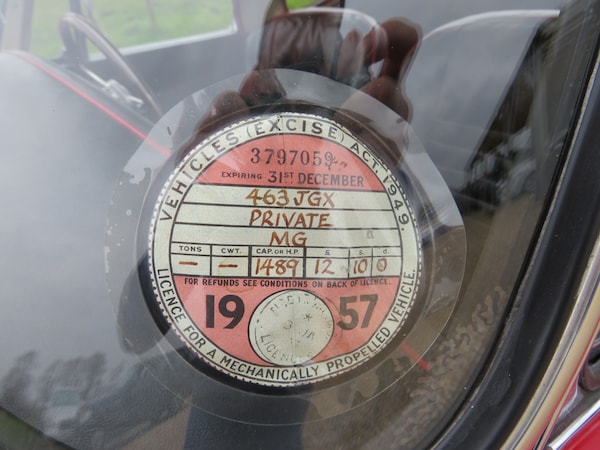 VEHICLES (EXCISE) ACT, 1949.
3797059
EXPIRING 31ST DECEMBER
463 JGX
PRIVATE
MG
TONS CWT. CAP. OR H.P. £ s. d.
— — 1489 12 10 0
FOR REFUNDS SEE CONDITIONS ON BACK OF LICENCE.
19 57
LICENCE FOR A MECHANICALLY PROPELLED VEHICLE.